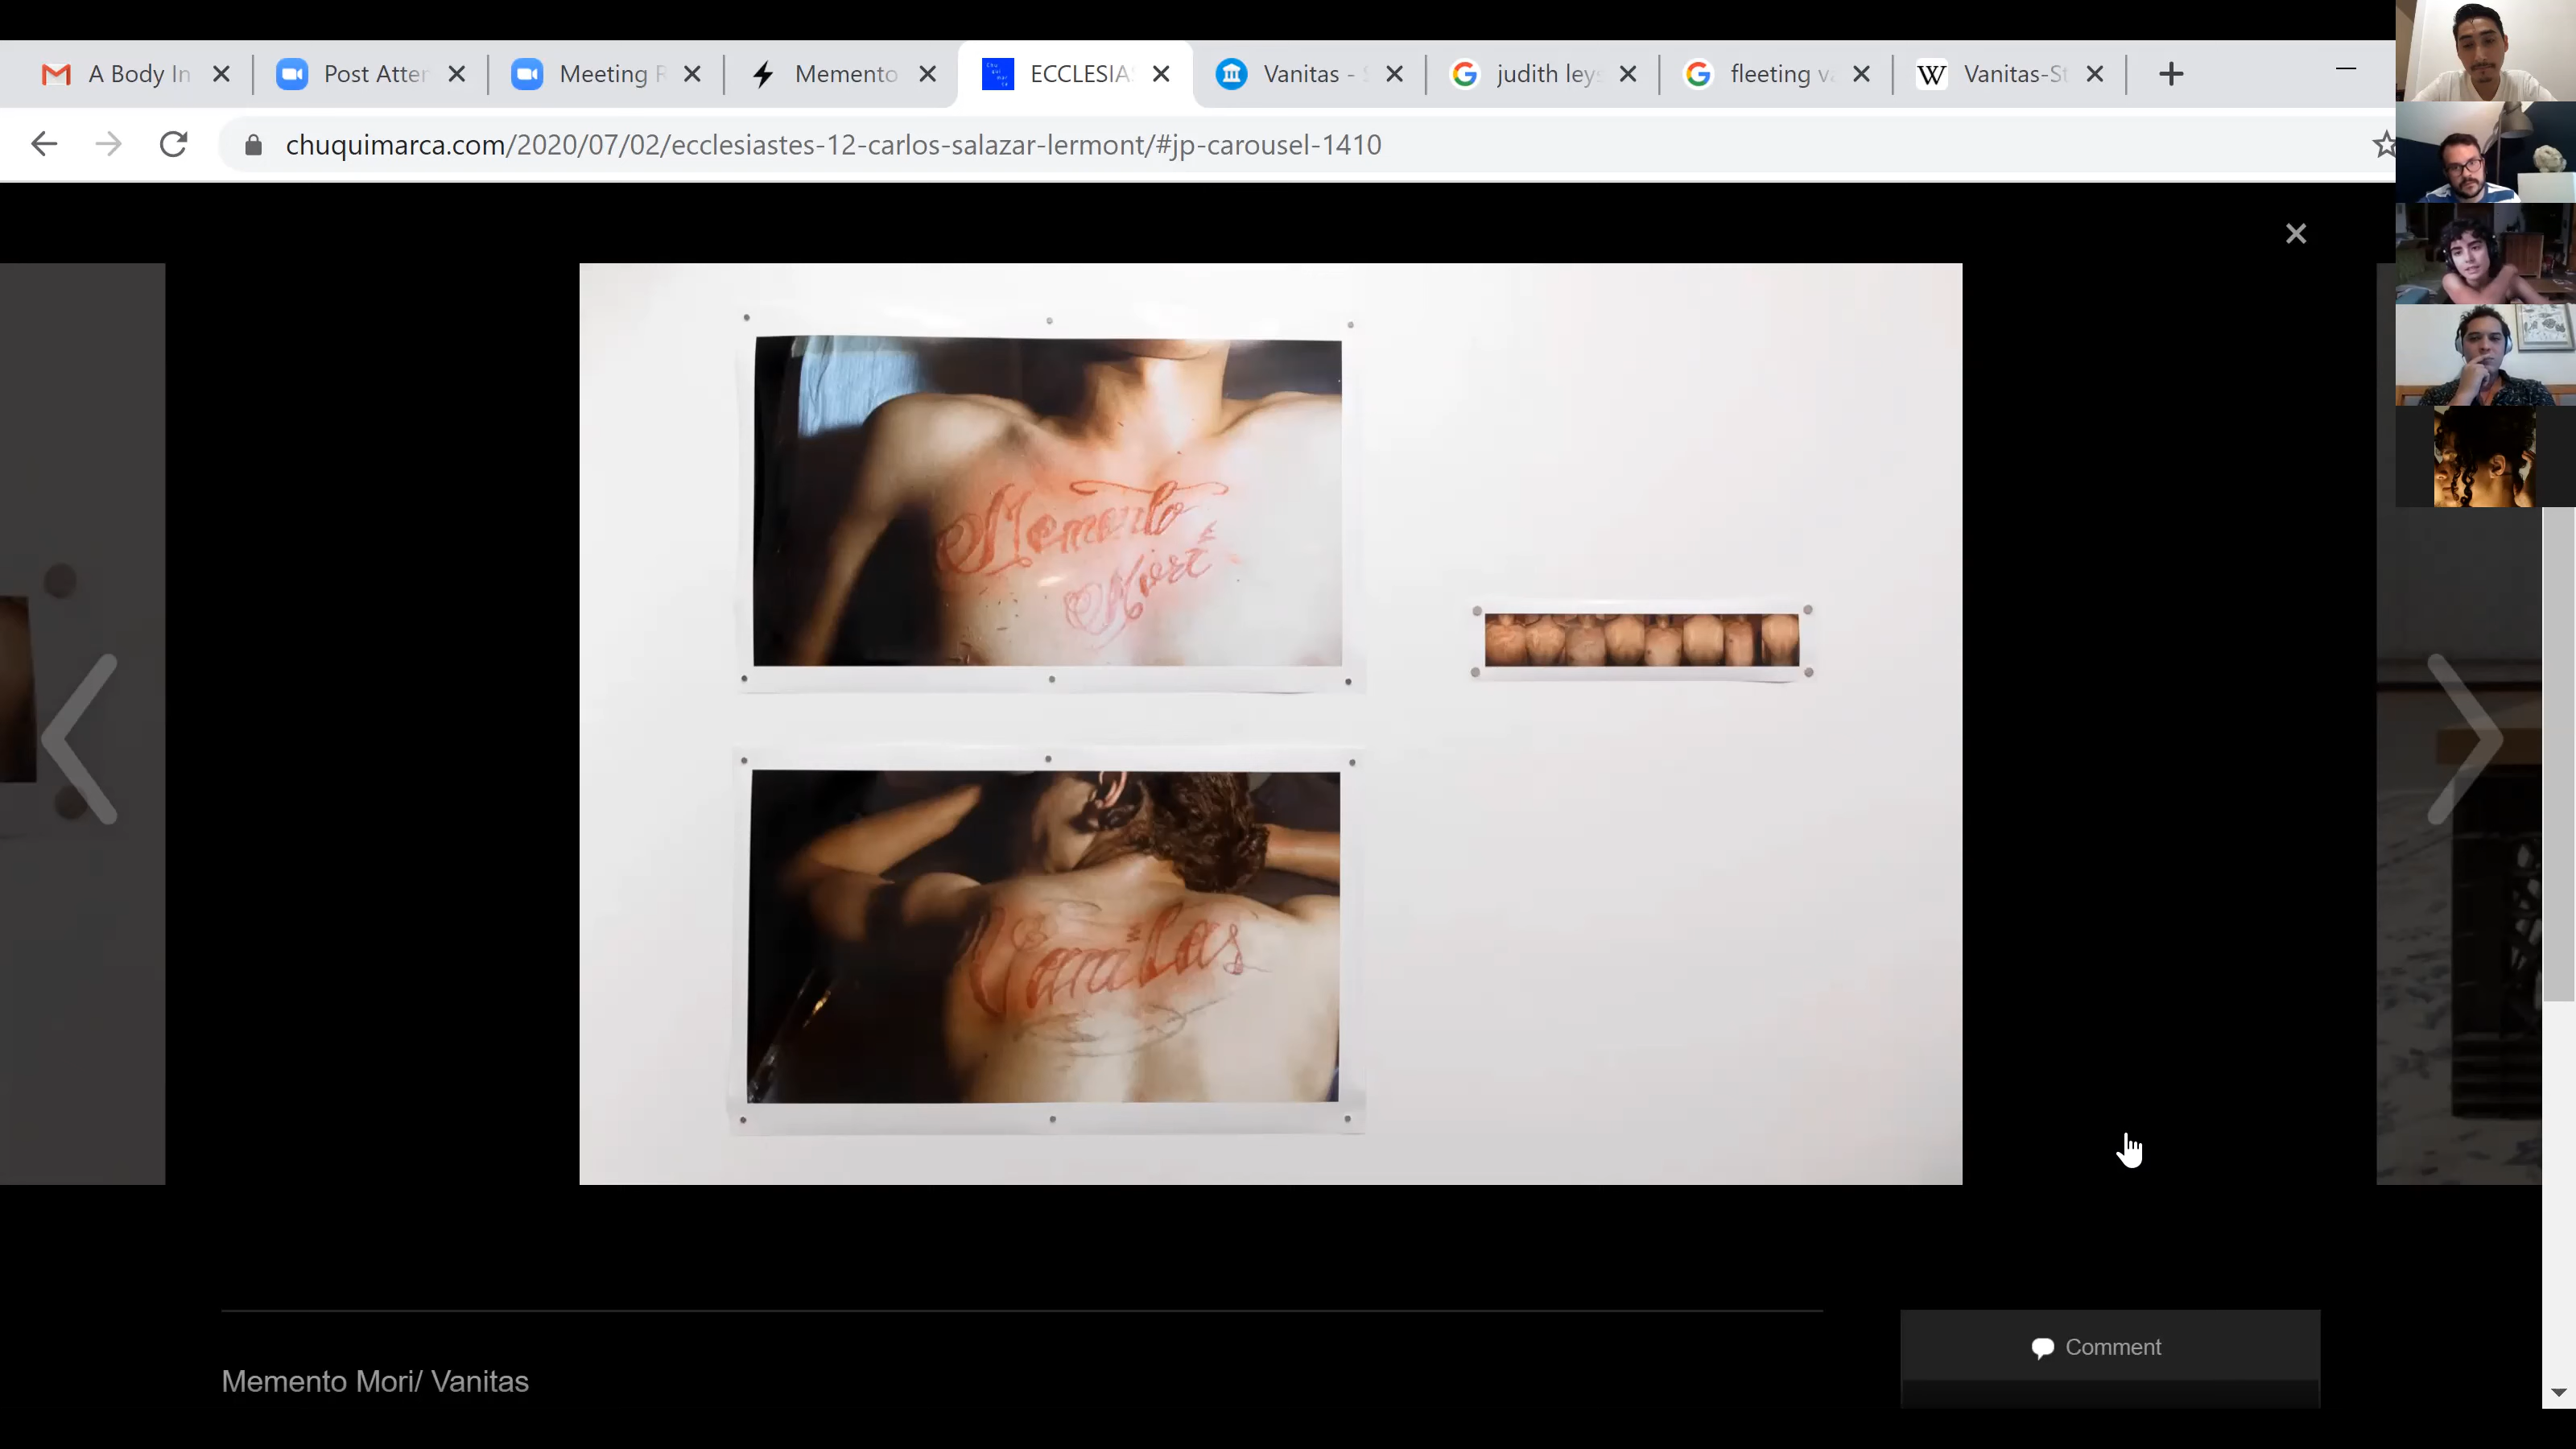 A Body In
Post Atter
Meeting R
Memento
ECCLESIA
Vanitas -
judith ley
fleeting va
W
Vanitas-St
chuquimarca.com/2020/07/02/ecclesiastes-12-carlos-salazar-lermont/#jp-carousel-1410
Memento
Mori
Vanitas
Memento Mori/ Vanitas
Comment